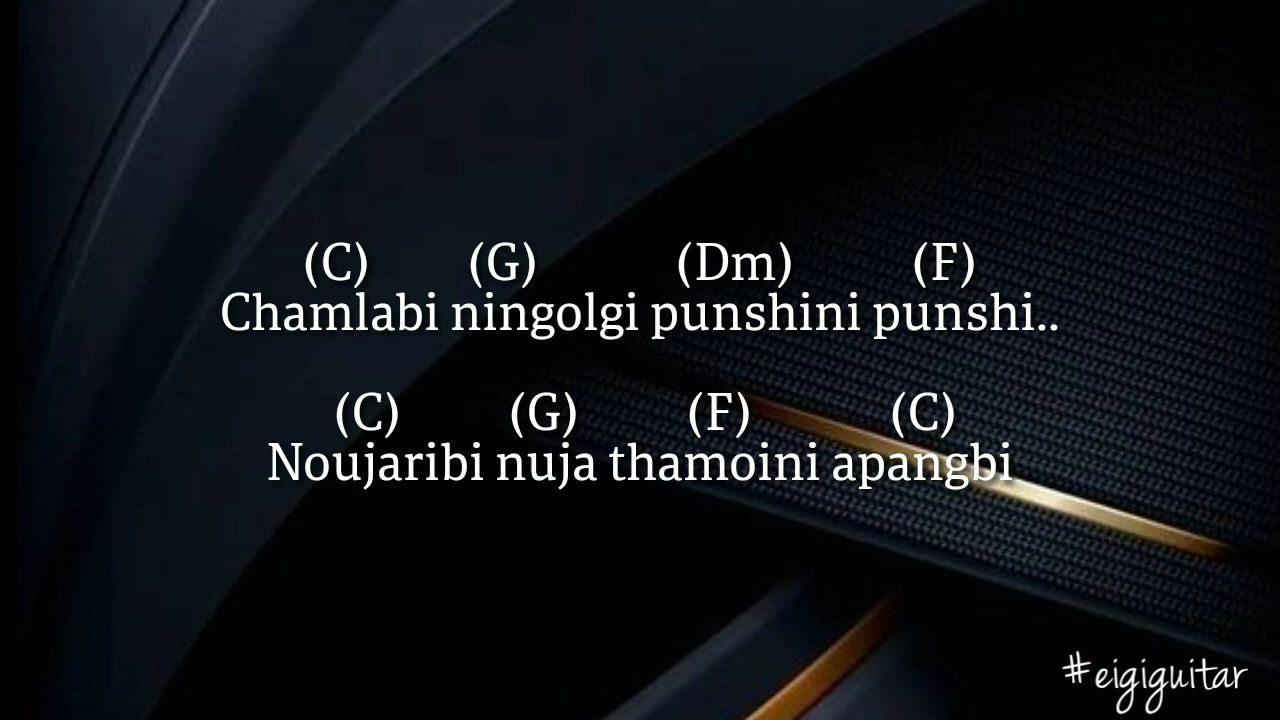 (C) (G) (Dm) (F)
Chamlabi ningolgi punshini punshi..
(C) (G) (F) (C)
Noujaribi nuja thamoini apangbi
#eigiguitar